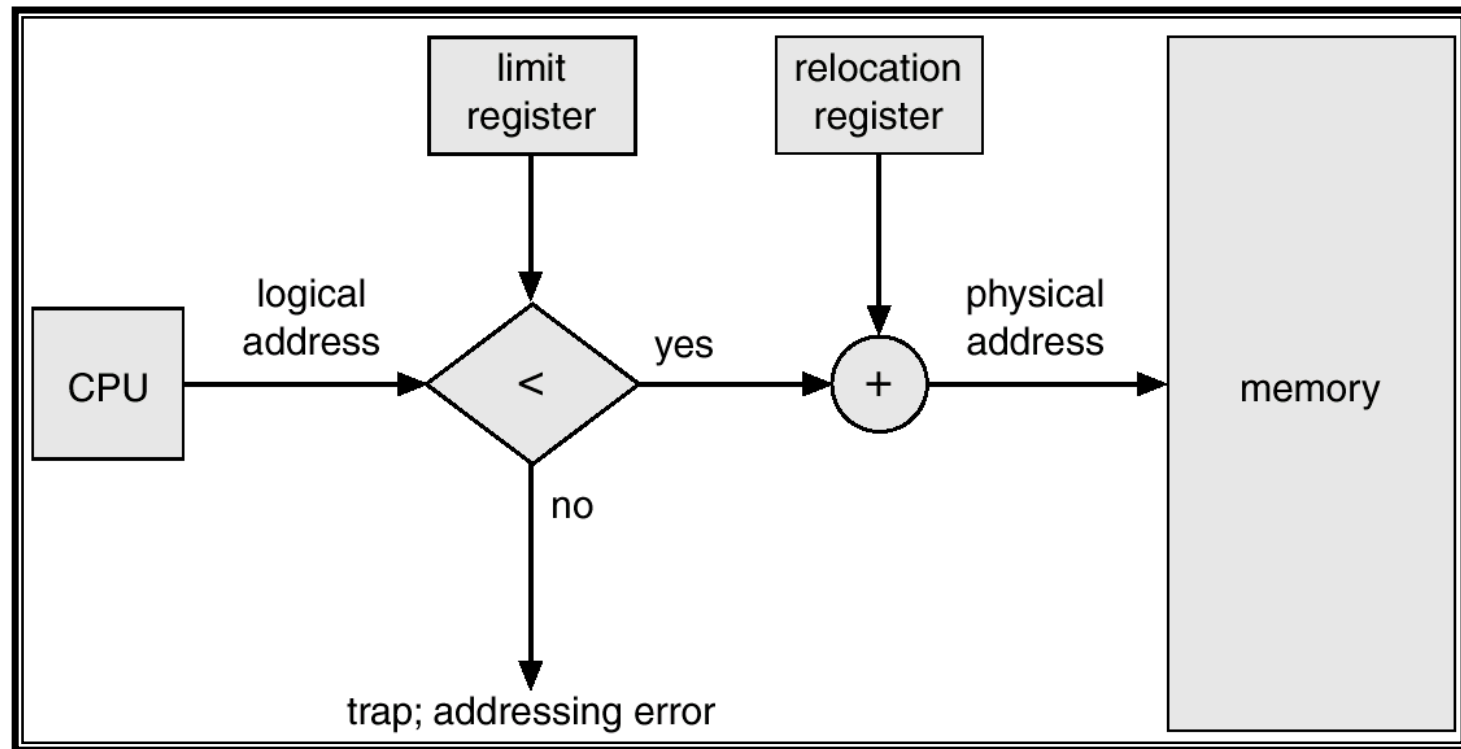 limit
register
relocation
register
logical
address
yes
physical
address
CPU
<
+
memory
no
trap; addressing error